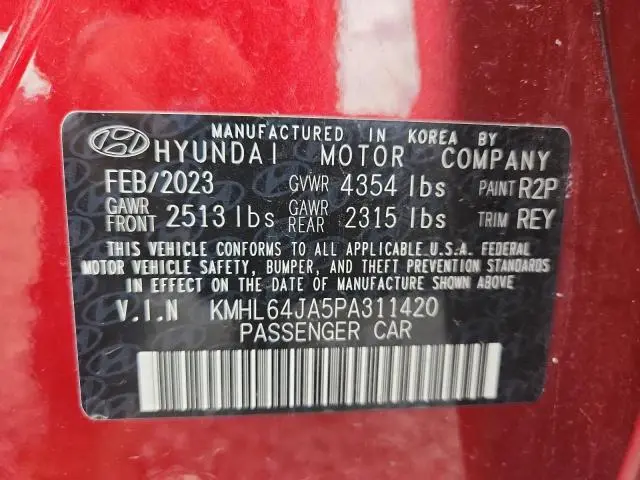 MANUFACTURED IN KOREA BY
HYUNDAI MOTOR COMPANY
FEB/2023 GVWR 4354 lbs PAINT R2P
GAWR FRONT 2513 lbs GAWR REAR 2315 lbs TRIM REY
THIS VEHICLE CONFORMS TO ALL APPLICABLE U.S.A. FEDERAL
MOTOR VEHICLE SAFETY, BUMPER, AND THEFT PREVENTION STANDARDS
IN EFFECT ON THE DATE OF MANUFACTURE SHOWN ABOVE.
V.I.N KMHL64JA5PA311420
PASSENGER CAR